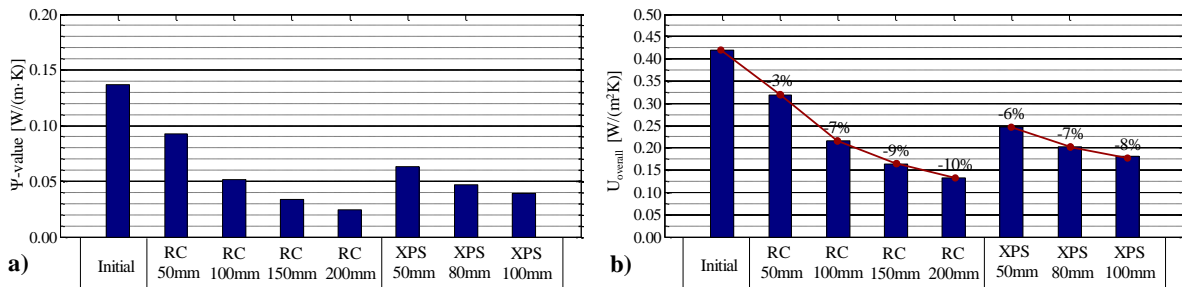 0.20
0.15
0.10
0.05
0.00
Ψ-value [W/(m·K)]
Initial
RC
50mm
RC
100mm
RC
150mm
RC
200mm
XPS
50mm
XPS
80mm
XPS
100mm
a)
0.50
0.45
0.40
0.35
0.30
0.25
0.20
0.15
0.10
0.05
0.00
U overall [W/(m²K)]
-3%
-7%
-9%
-10%
-6%
-7%
-8%
Initial
RC
50mm
RC
100mm
RC
150mm
RC
200mm
XPS
50mm
XPS
80mm
XPS
100mm
b)